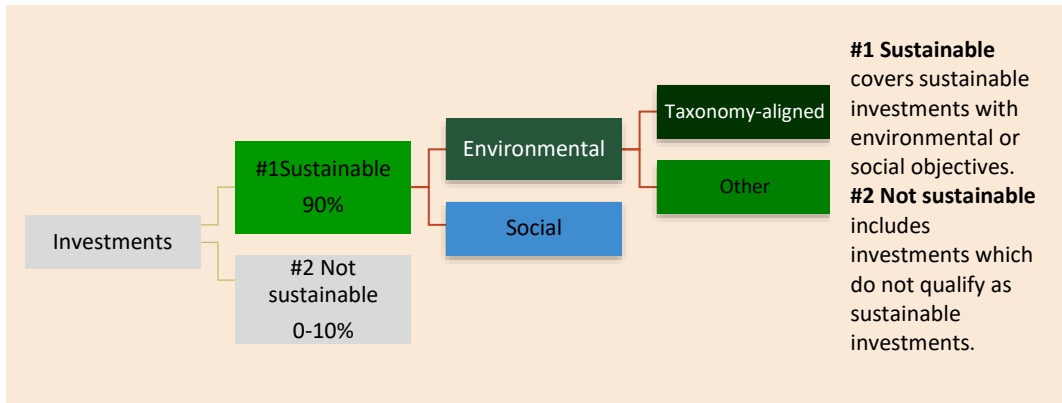 Investments
#1Sustainable
90%
#2 Not
sustainable
0-10%
Environmental
Social
Taxonomy-aligned
Other
#1 Sustainable
covers sustainable
investments with
environmental or
social objectives.
#2 Not sustainable
includes
investments which
do not qualify as
sustainable
investments.